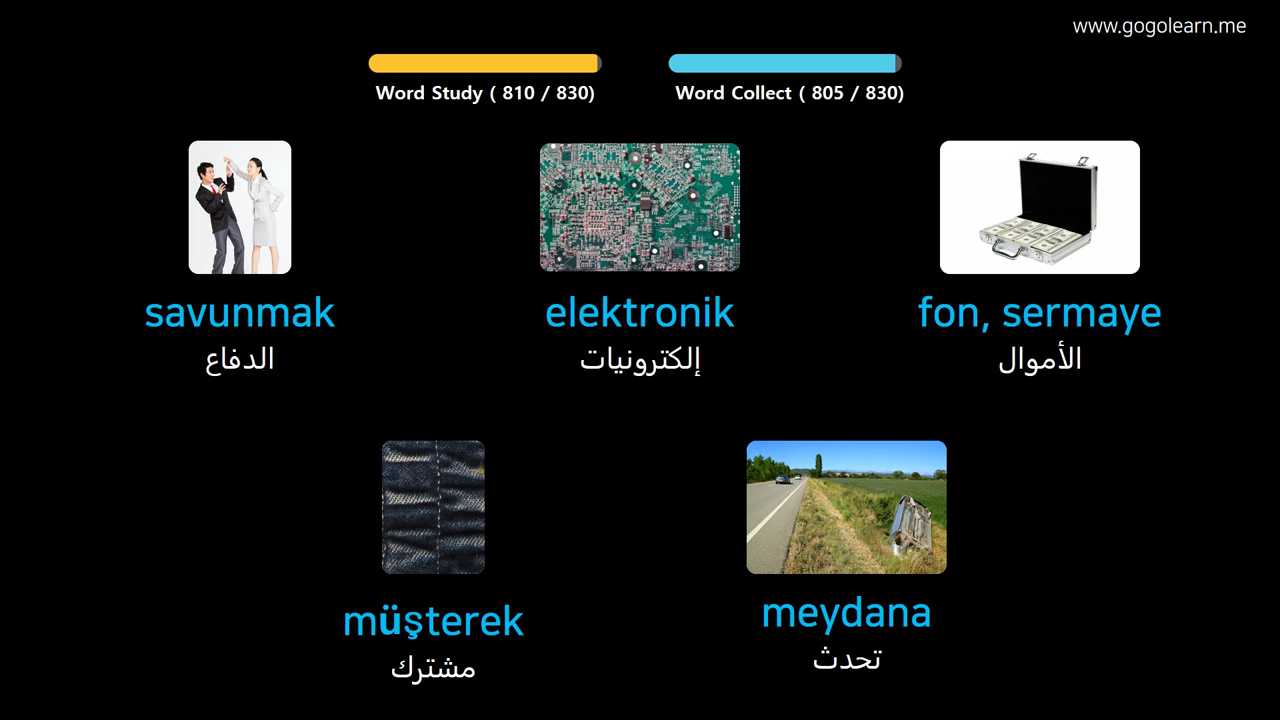 www.gogolearn.me
Word Study ( 810 / 830)
Word Collect ( 805 / 830)
savunmak
الدفاع
elektronik
إلكترونيات
fon, sermaye
الأموال
müşterek
مشترك
meydana
تحدث